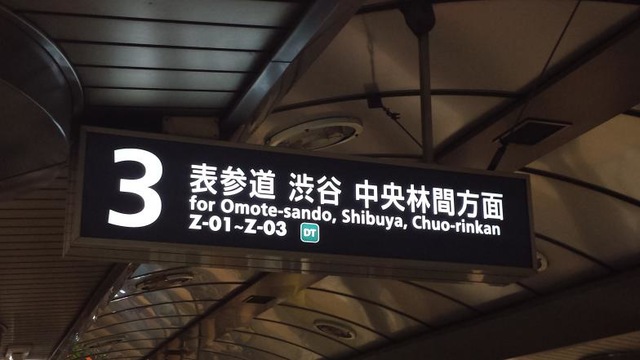 3
表参道 渋谷 中央林間方面
for Omote-sando, Shibuya, Chuo-rinkan
Z-01~Z-03 DT